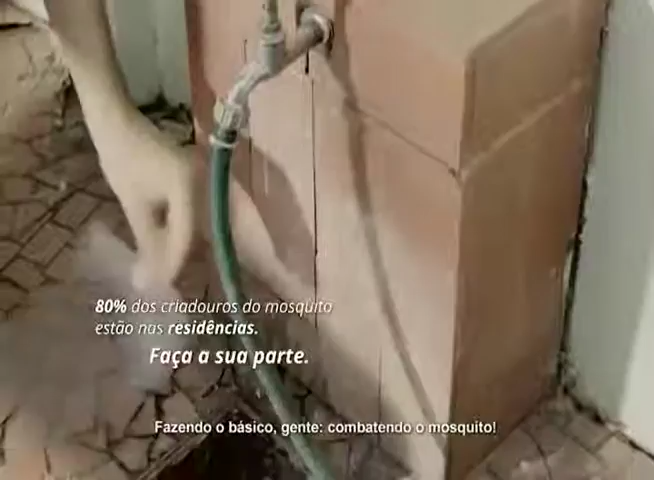 80% dos criadouros do mosquito
estão nas residências.
Faça a sua parte.
Fazendo o básico, gente: combatendo o mosquito!